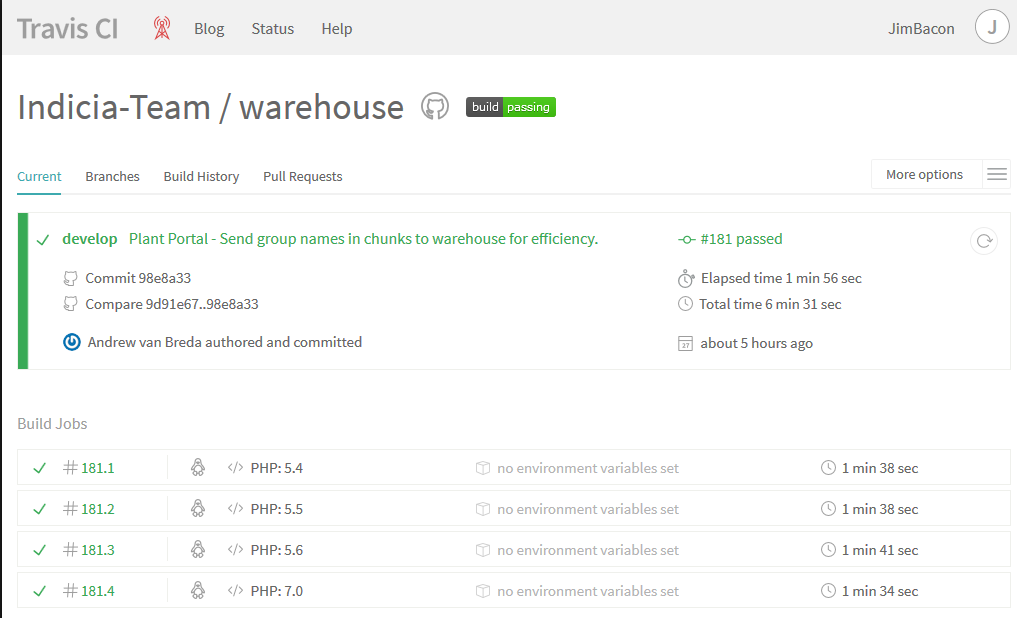 Travis CI Blog Status Help JimBacon J
Indicia-Team / warehouse build passing
Current Branches Build History Pull Requests More options
develop Plant Portal - Send group names in chunks to warehouse for efficiency. #181 passed
Commit 98e8a33 Elapsed time 1 min 56 sec
Compare 9d91e67..98e8a33 Total time 6 min 31 sec
Andrew van Breda authored and committed 27 about 5 hours ago
Build Jobs
# 181.1 </> PHP: 5.4 no environment variables set 1 min 38 sec
# 181.2 </> PHP: 5.5 no environment variables set 1 min 38 sec
# 181.3 </> PHP: 5.6 no environment variables set 1 min 41 sec
# 181.4 </> PHP: 7.0 no environment variables set 1 min 34 sec